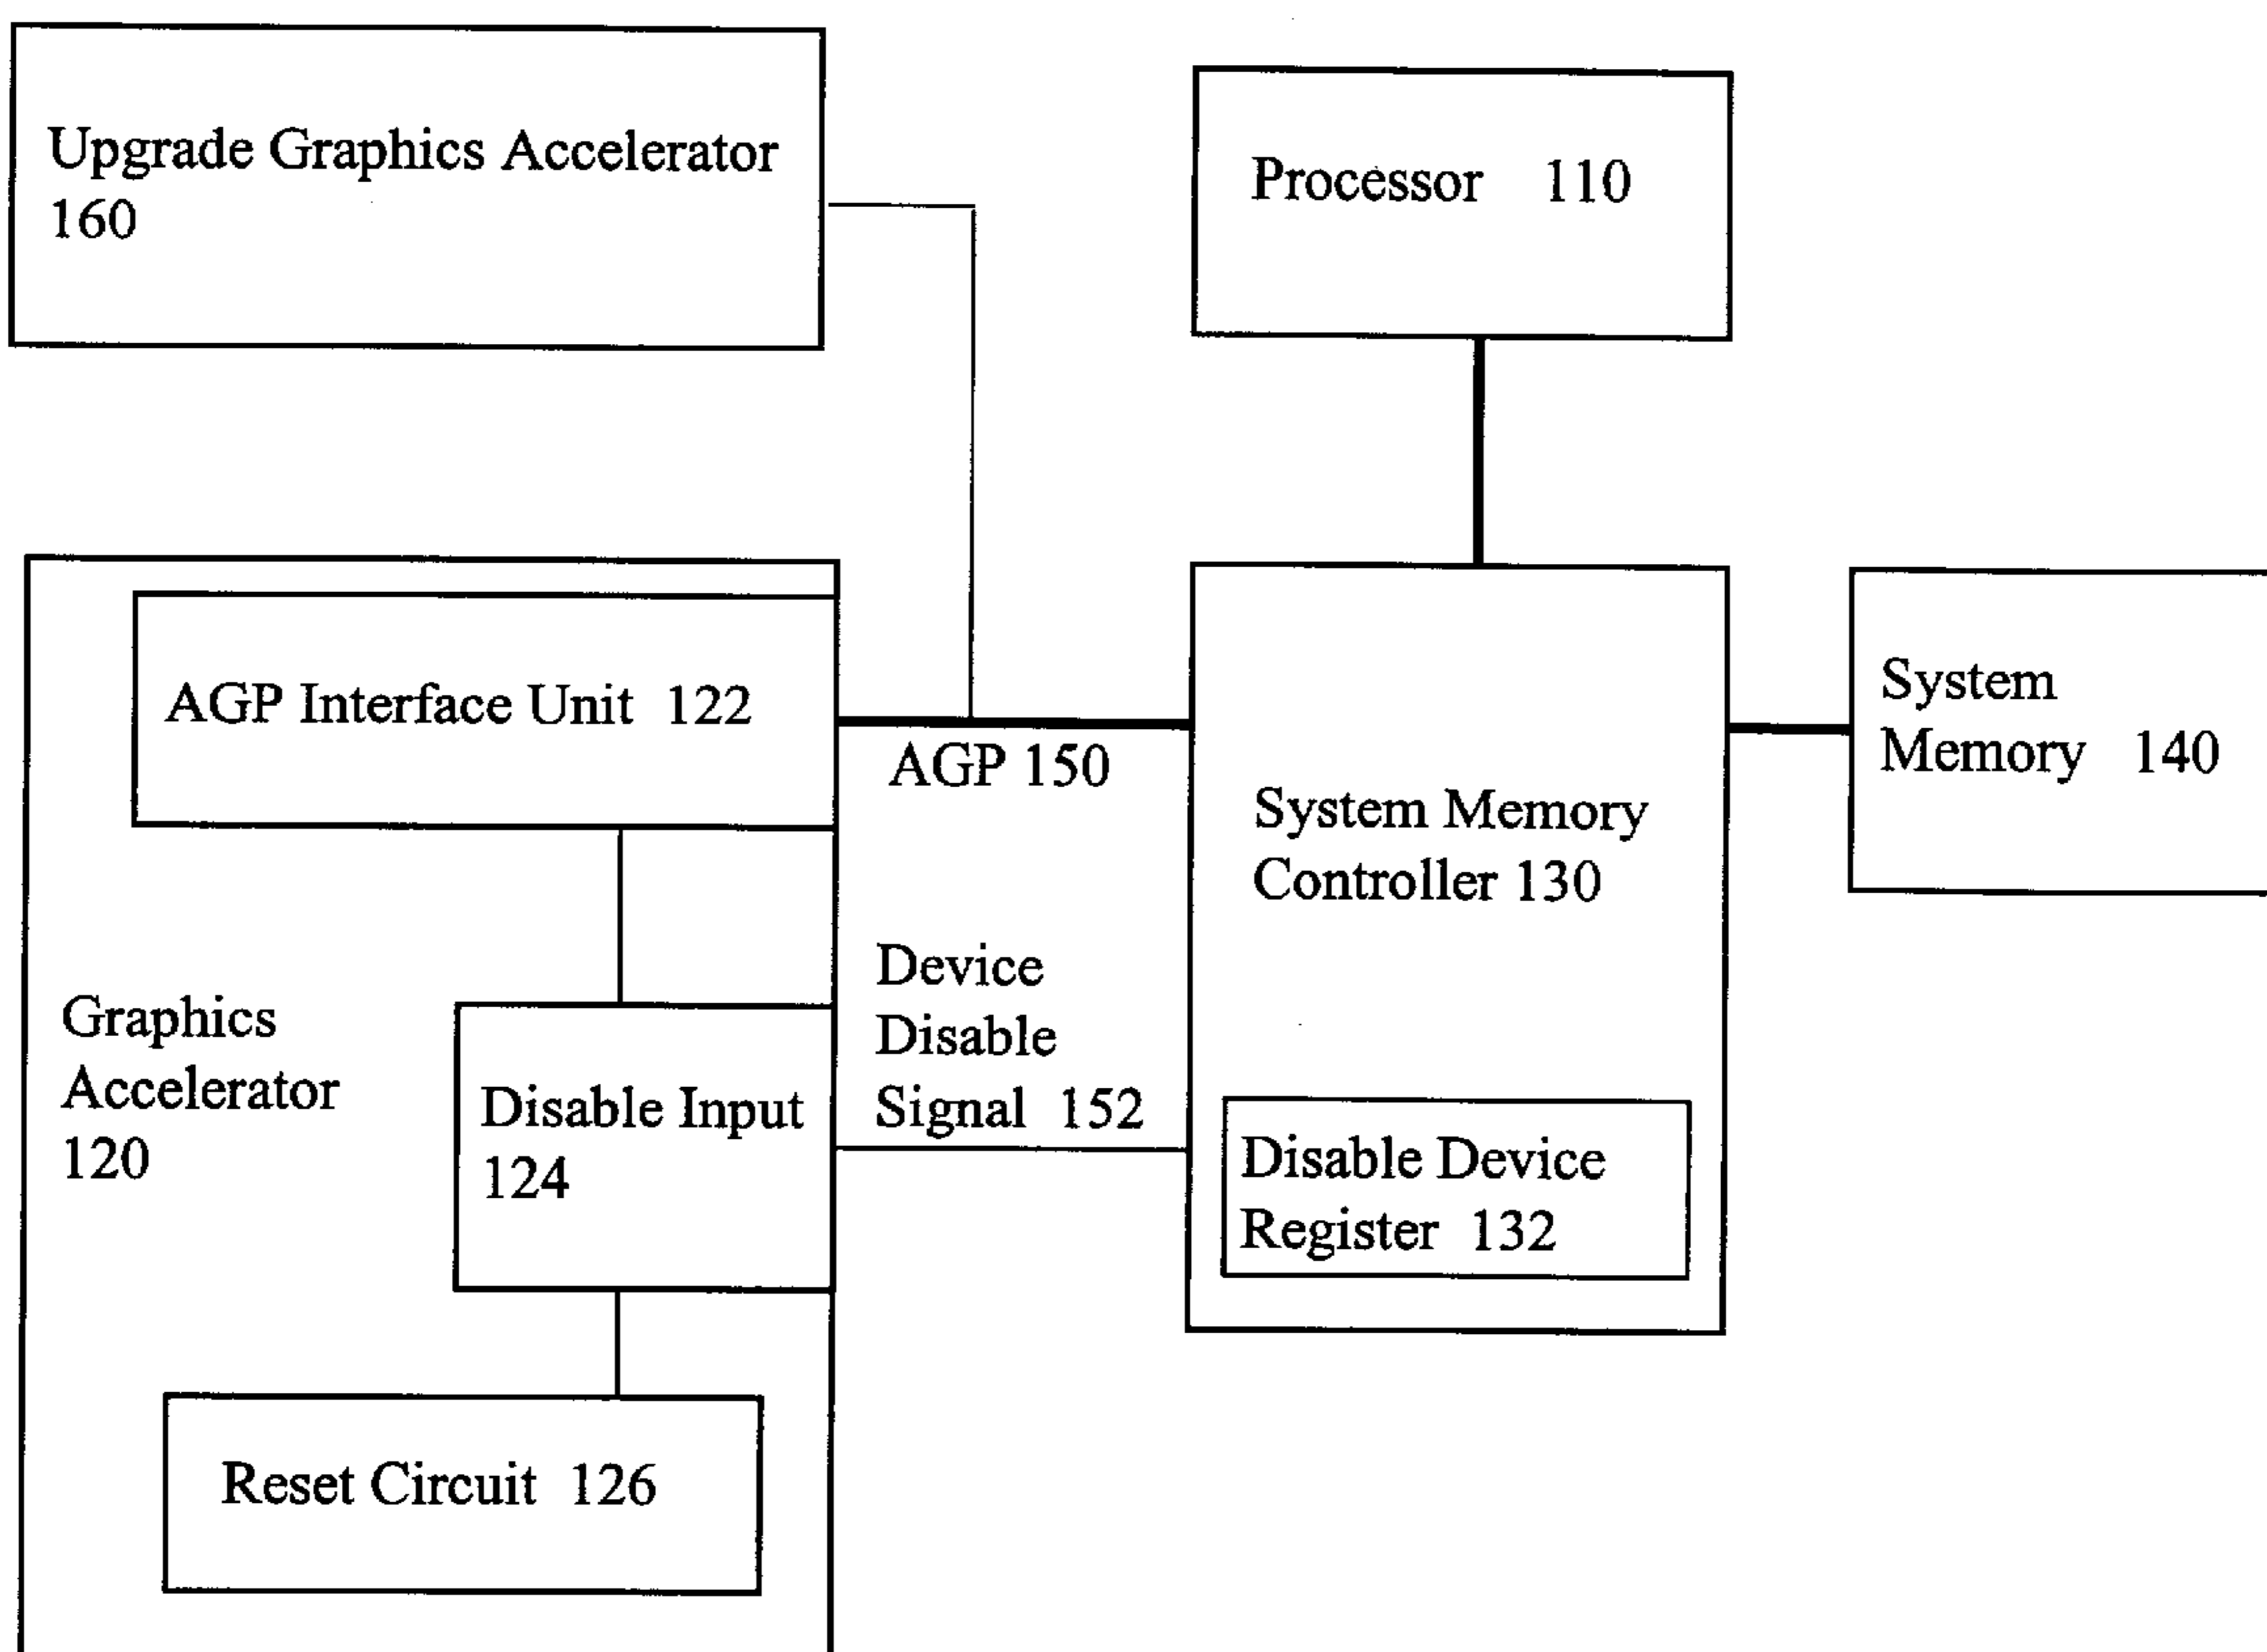 Upgrade Graphics Accelerator
160
Processor 110
AGP Interface Unit 122
AGP 150
System Memory
Controller 130
System
Memory 140
Graphics
Accelerator
120
Disable Input
124
Device
Disable
Signal 152
Disable Device
Register 132
Reset Circuit 126